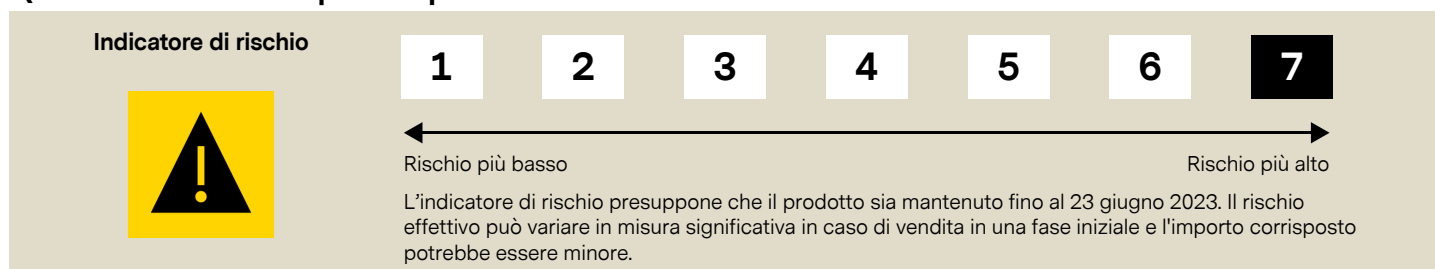 Indicatore di rischio
1 2 3 4 5 6 7
Rischio più basso Rischio più alto
L'indicatore di rischio presuppone che il prodotto sia mantenuto fino al 23 giugno 2023. Il rischio
effettivo può variare in misura significativa in caso di vendita in una fase iniziale e l'importo corrisposto
potrebbe essere minore.